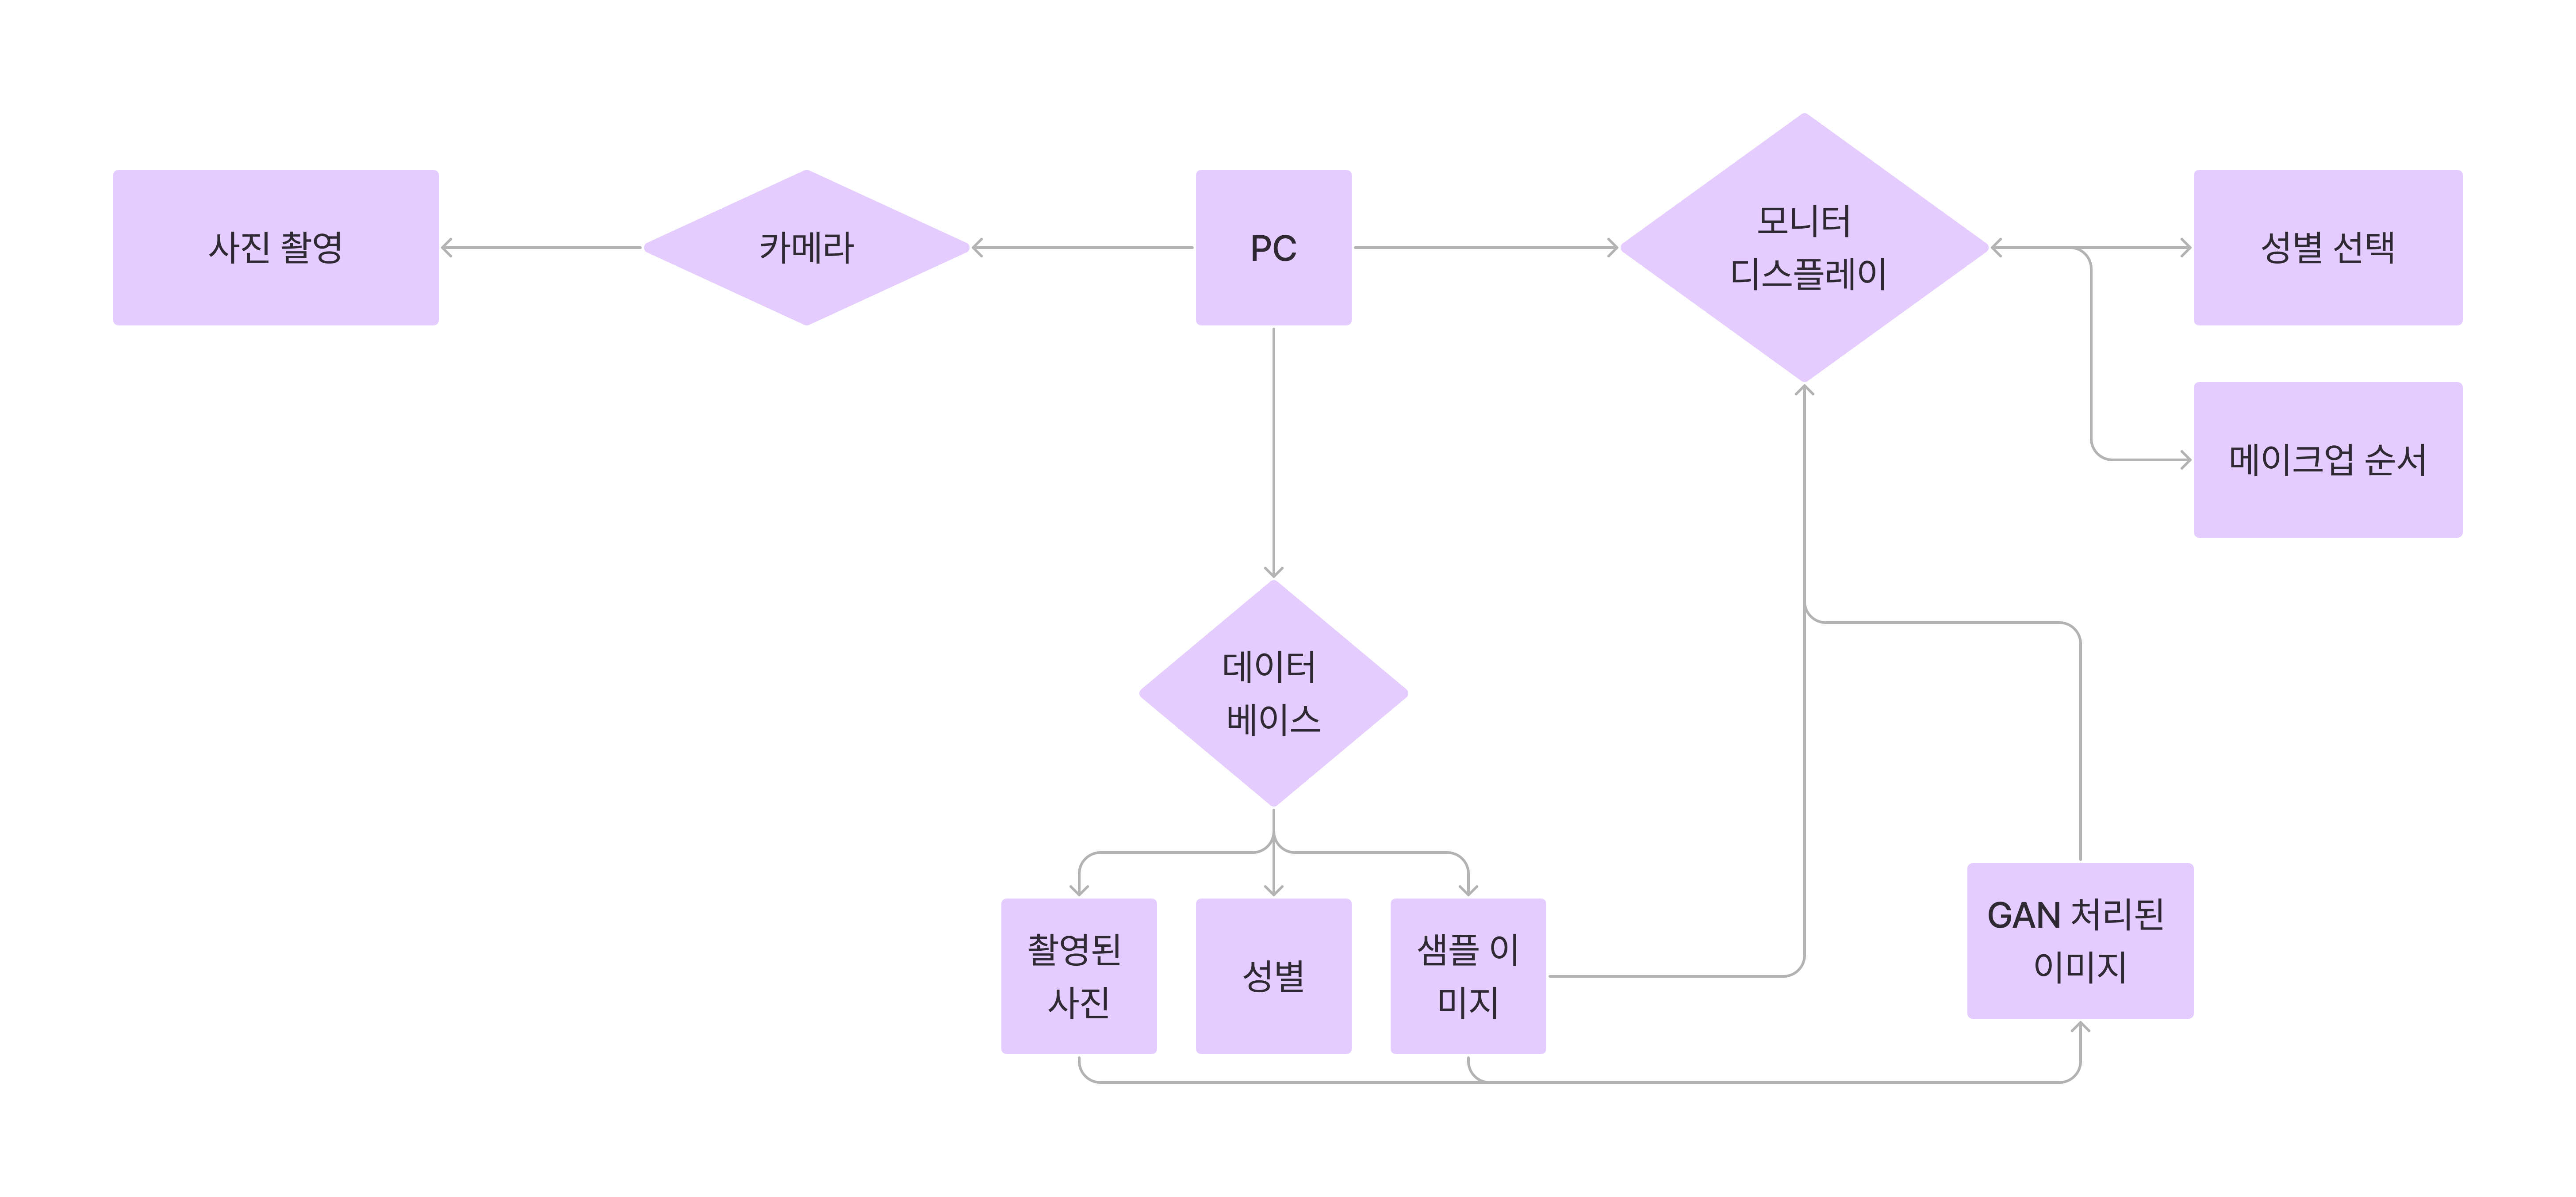 사진 촬영
카메라
PC
모니터
디스플레이
성별 선택
메이크업 순서
데이터
베이스
촬영된
사진
성별
샘플 이
미지
GAN 처리된
이미지